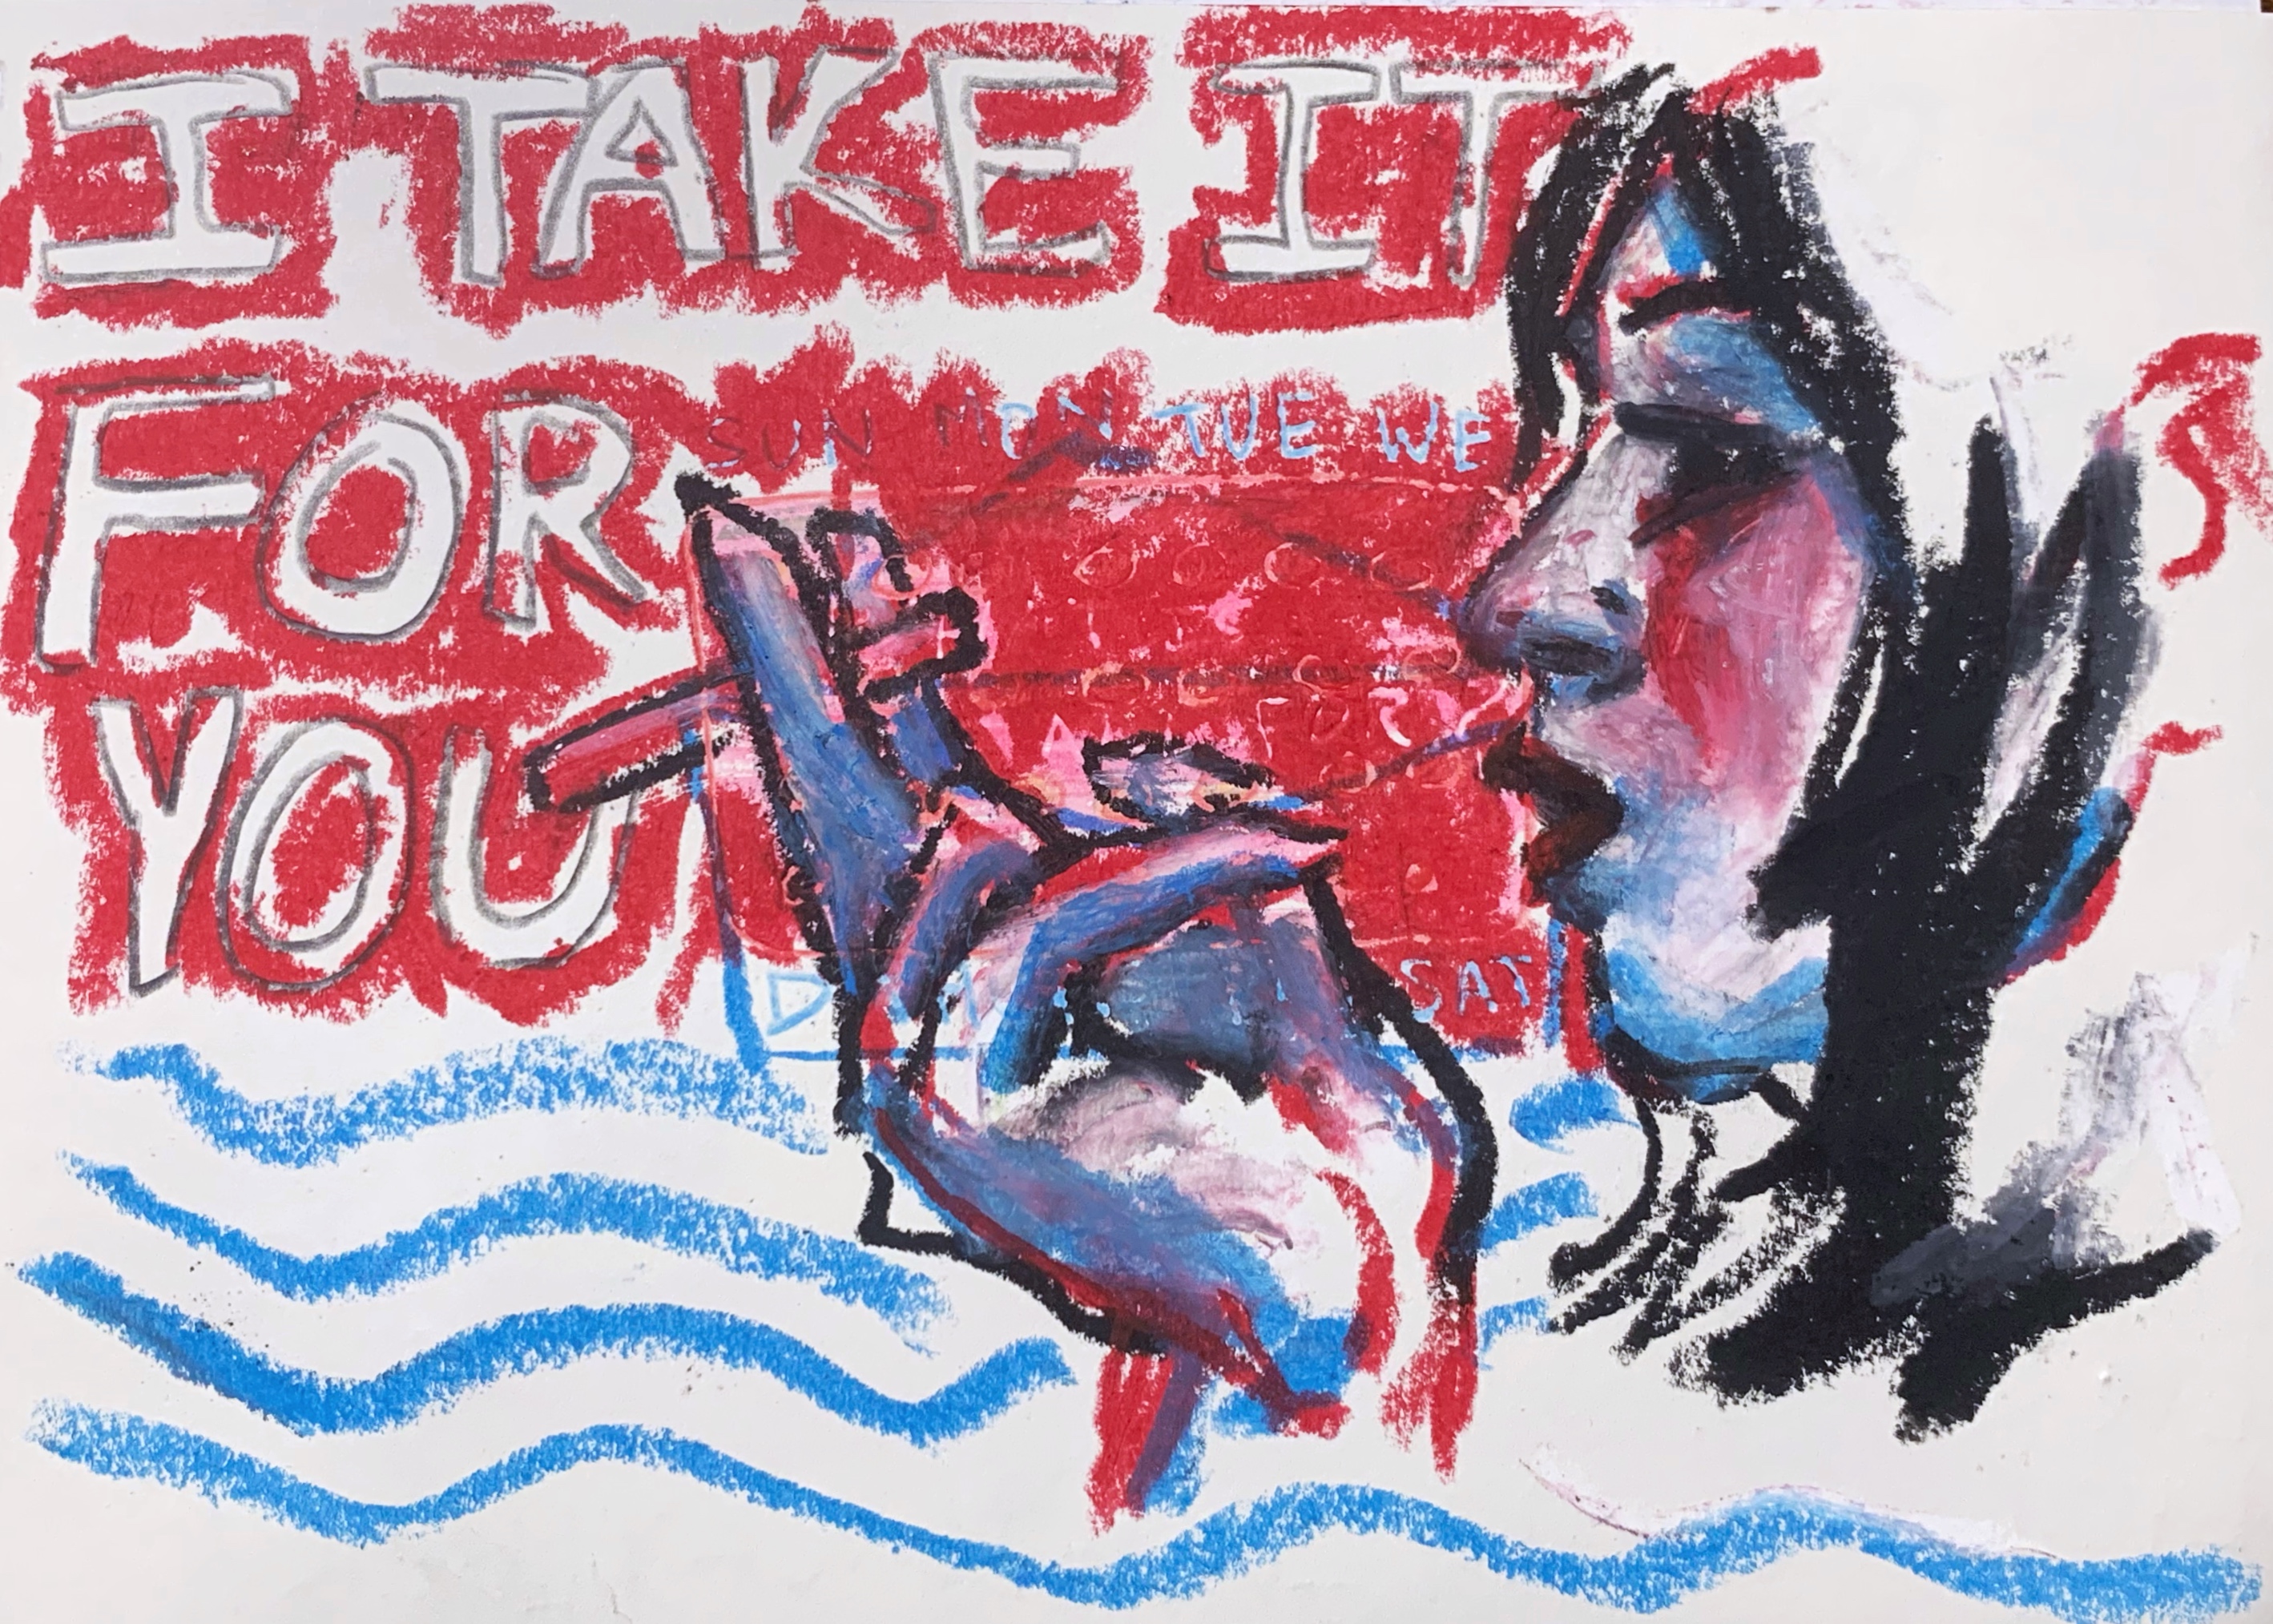 I TAKE IT
FOR
SUN MON TUE WE
YOU
FOR
SAT